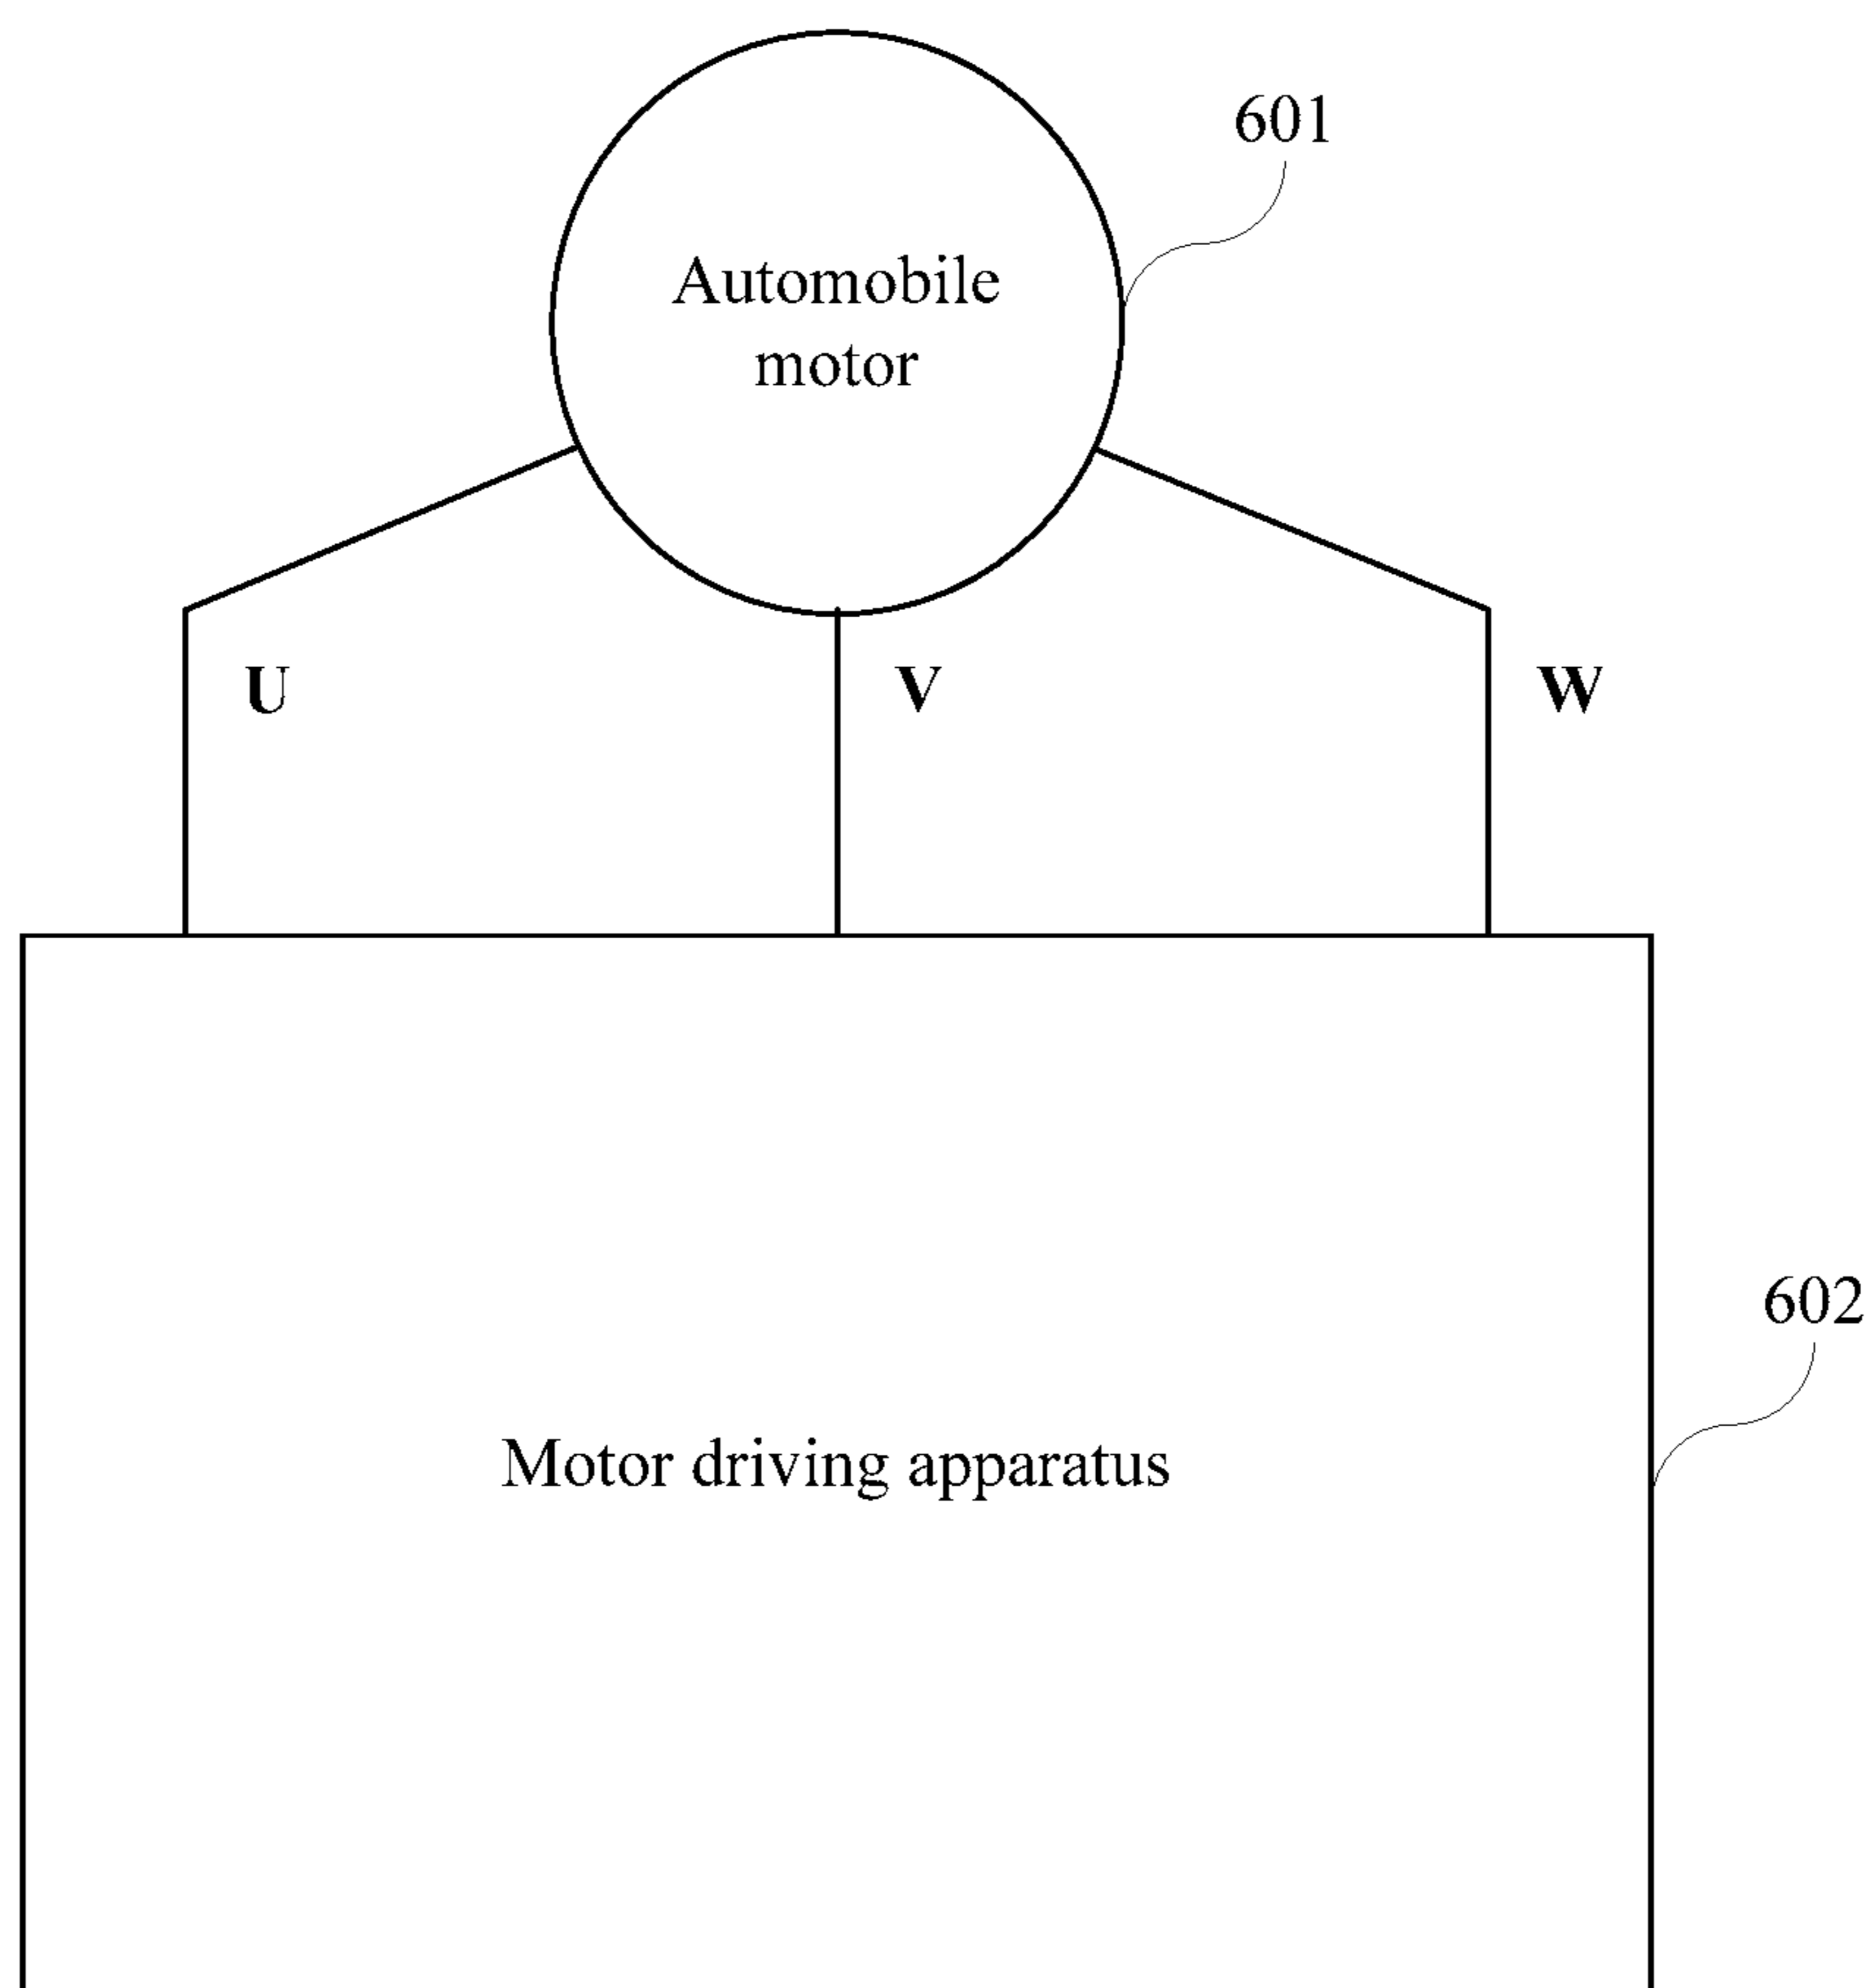 601
Automobile
motor
U
V
W
602
Motor driving apparatus